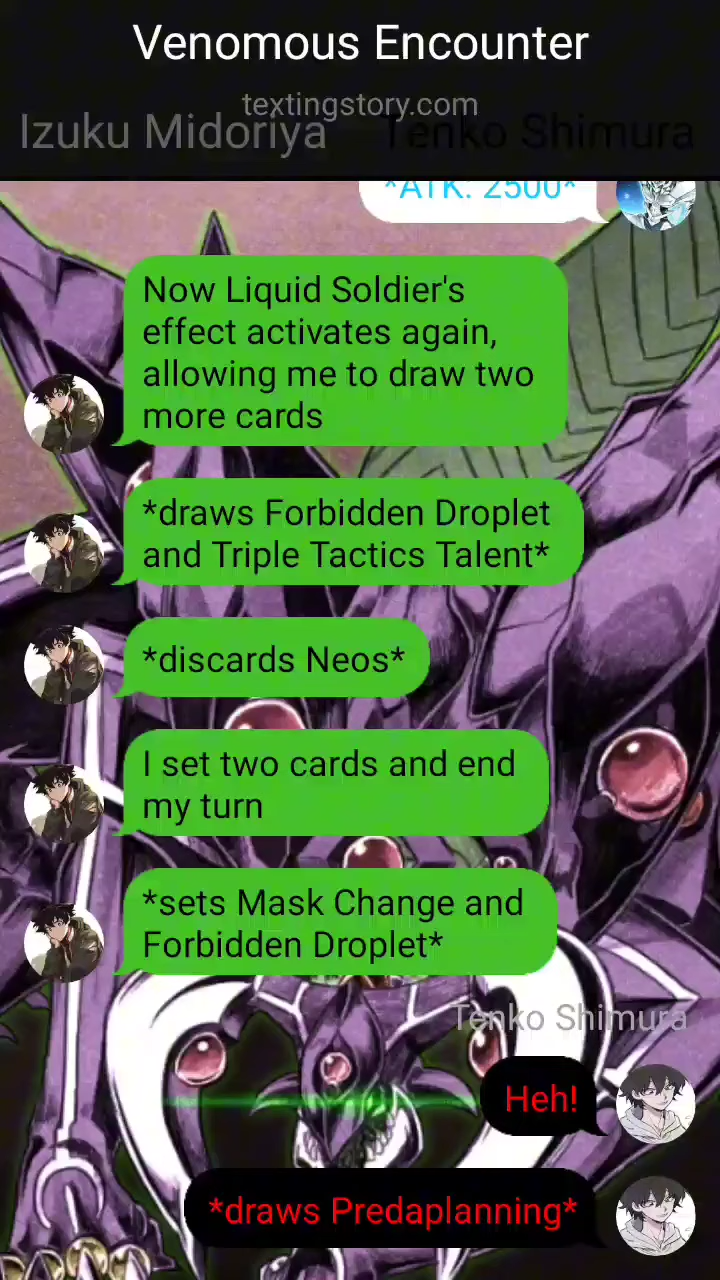 Venomous Encounter
textingstory.com
Izuku Midoriya
Tenko Shimura
*ATK: 2500*
Now Liquid Soldier's
effect activates again,
allowing me to draw two
more cards
*draws Forbidden Droplet
and Triple Tactics Talent*
*discards Neos*
I set two cards and end
my turn
*sets Mask Change and
Forbidden Droplet*
Tenko Shimura
Heh!
*draws Predaplanning*